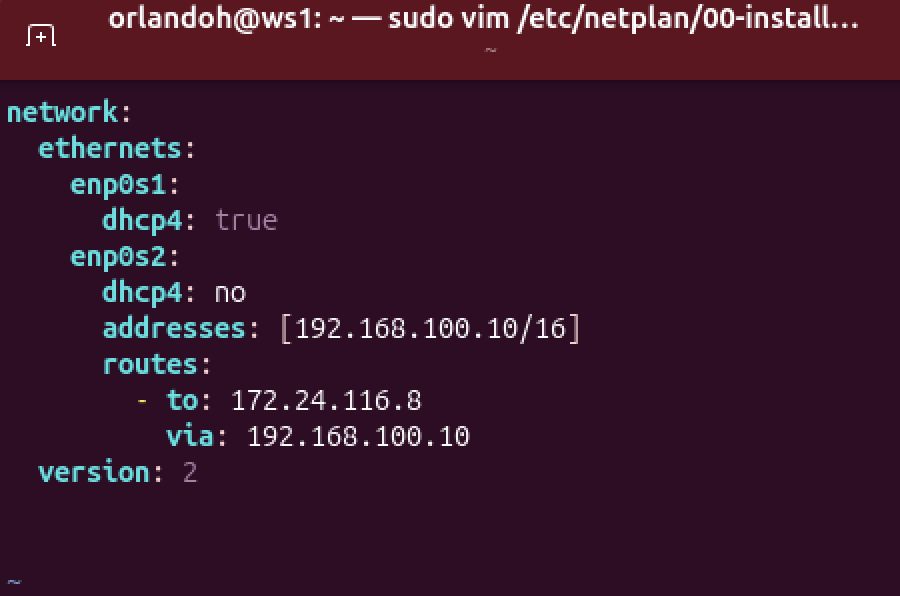 orlandoh@ws1: ~ — sudo vim /etc/netplan/00-install...
~
network:
  ethernets:
    enp0s1:
      dhcp4: true
    enp0s2:
      dhcp4: no
      addresses: [192.168.100.10/16]
      routes:
        - to: 172.24.116.8
          via: 192.168.100.10
  version: 2
~